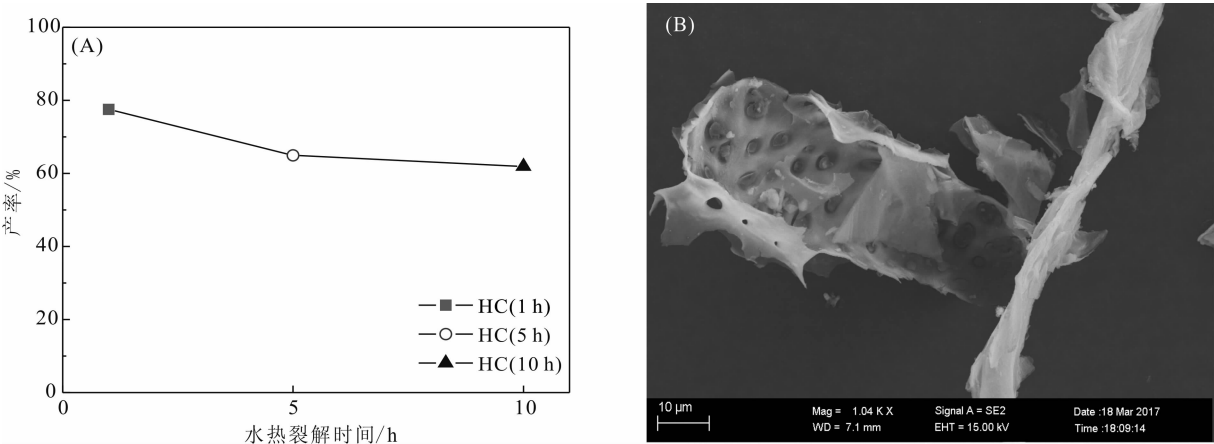 (A)
100
80
60
40
20
0
产率/%
HC(1 h)
HC(5 h)
HC(10 h)
0 5 10
水热裂解时间/h
(B)
10 μm
Mag = 1.04 K X Signal A = SE2 Date :18 Mar 2017
WD = 7.1 mm EHT = 15.00 kV Time :18:09:14